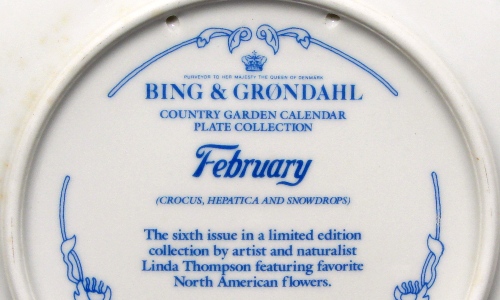 PURVEYOR TO HER MAJESTY THE QUEEN OF DENMARK
BING & GRØNDAHL
COUNTRY GARDEN CALENDAR
PLATE COLLECTION
February
(CROCUS, HEPATICA AND SNOWDROPS)
The sixth issue in a limited edition
collection by artist and naturalist
Linda Thompson featuring favorite
North American flowers.